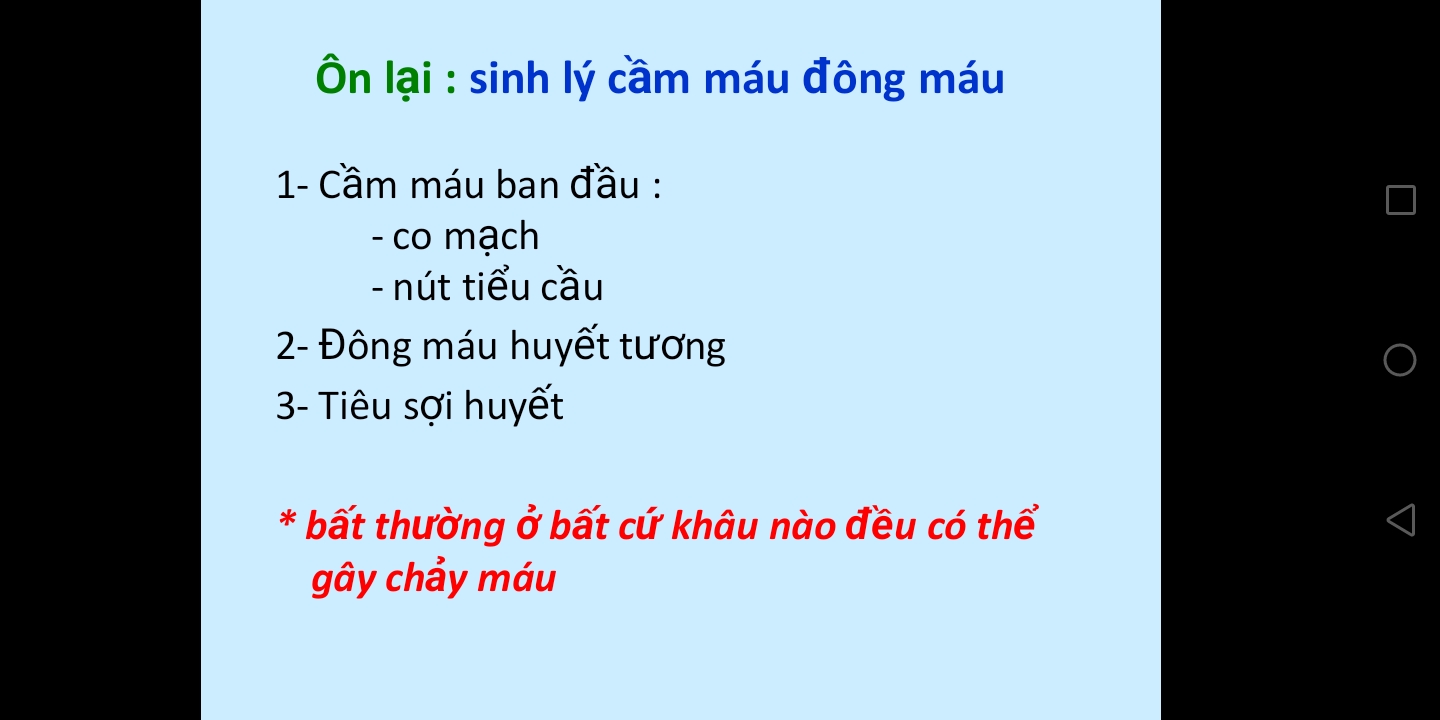 Ôn lại : sinh lý cầm máu đông máu
1- Cầm máu ban đầu :
- co mạch
- nút tiểu cầu
2- Đông máu huyết tương
3- Tiêu sợi huyết
* bất thường ở bất cứ khâu nào đều có thể
gây chảy máu